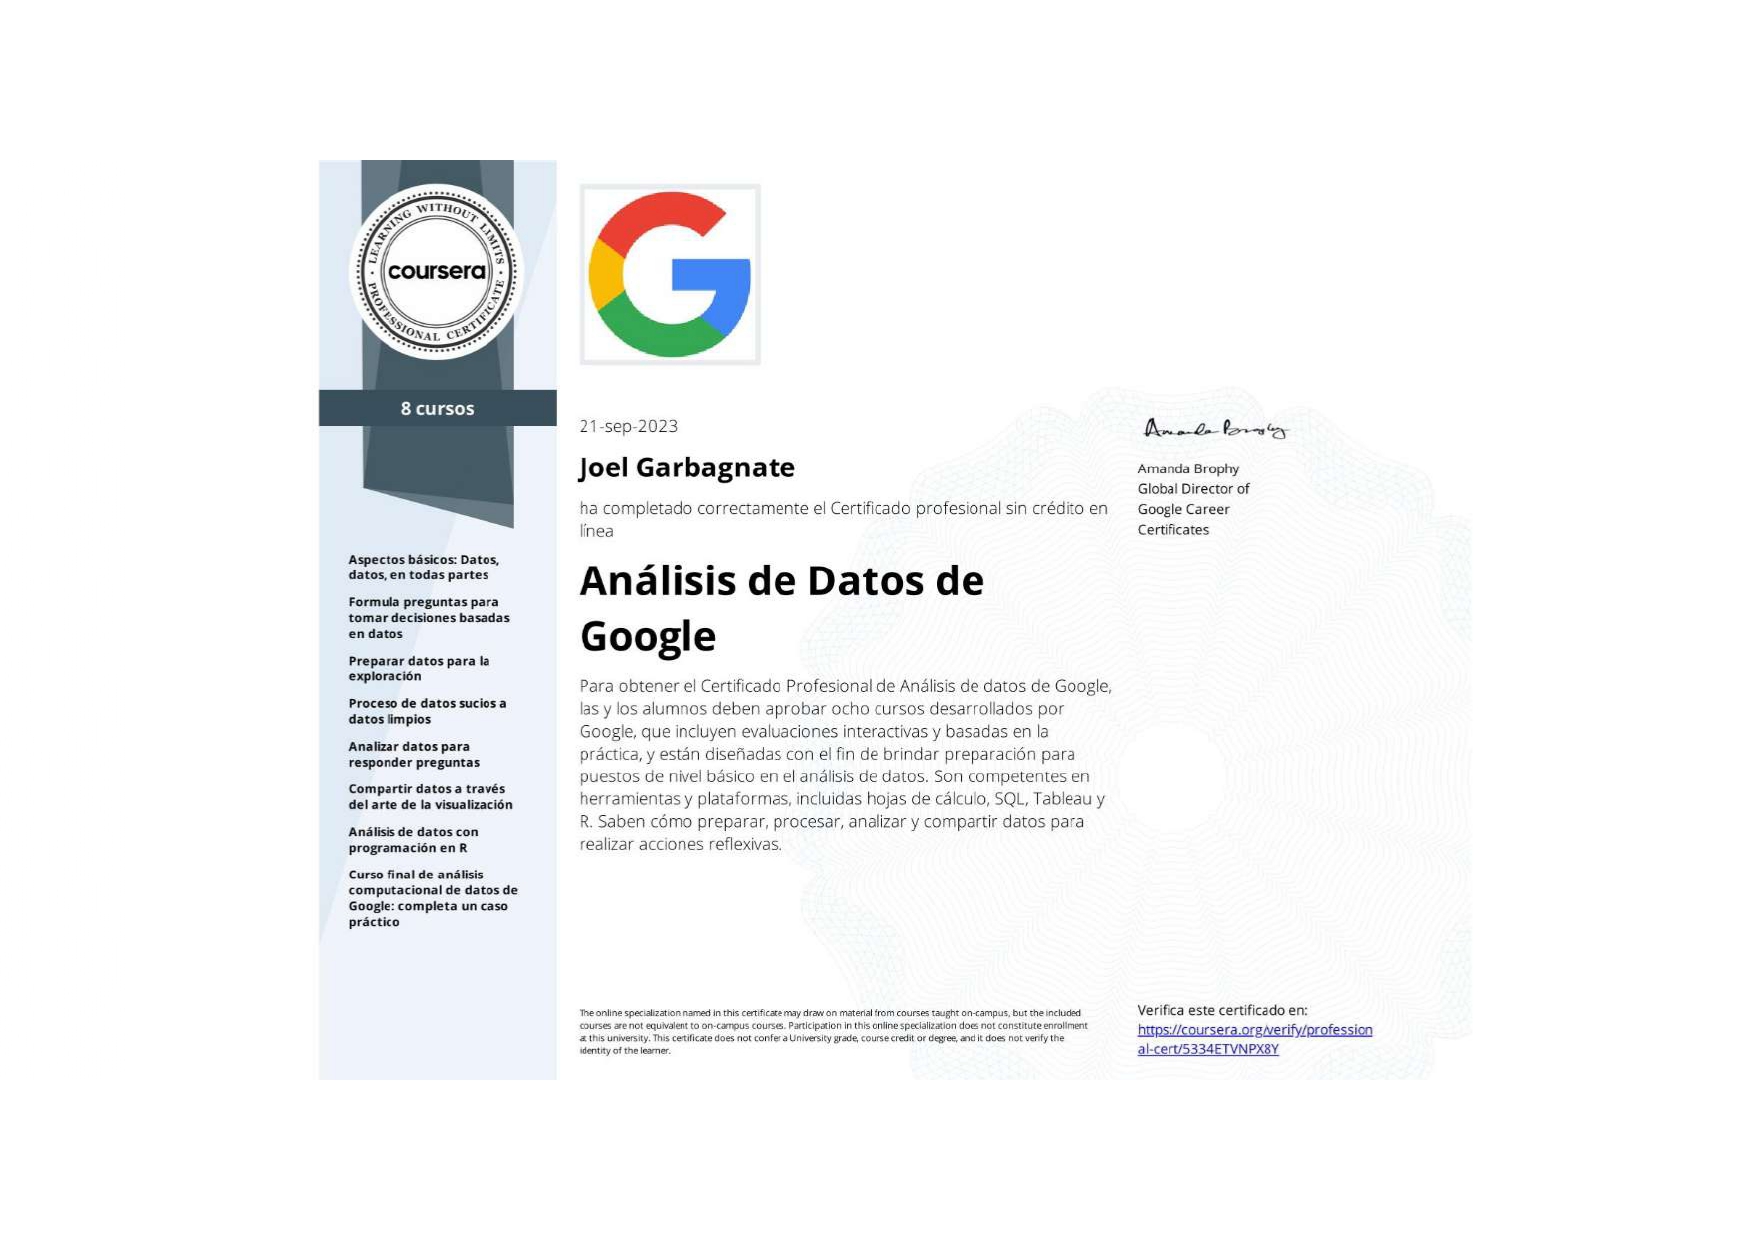 LEARNING WITHOUT LIMITS
coursera
PROFESSIONAL CERTIFICATE
8 cursos
Aspectos básicos: Datos,
datos, en todas partes
Formula preguntas para
tomar decisiones basadas
en datos
Preparar datos para la
exploración
Proceso de datos sucios a
datos limpios
Analizar datos para
responder preguntas
Compartir datos a través
del arte de la visualización
Análisis de datos con
programación en R
Curso final de análisis
computacional de datos de
Google: completa un caso
práctico
21-sep-2023
Joel Garbagnate
ha completado correctamente el Certificado profesional sin crédito en
línea
Análisis de Datos de
Google
Para obtener el Certificado Profesional de Análisis de datos de Google,
las y los alumnos deben aprobar ocho cursos desarrollados por
Google, que incluyen evaluaciones interactivas y basadas en la
práctica, y están diseñadas con el fin de brindar preparación para
puestos de nivel básico en el análisis de datos. Son competentes en
herramientas y plataformas, incluidas hojas de cálculo, SQL, Tableau y
R. Saben cómo preparar, procesar, analizar y compartir datos para
realizar acciones reflexivas.
The online specialization named in this certificate may draw on material from courses taught on-campus, but the included
courses are not equivalent to on-campus courses. Participation in this online specialization does not constitute enrollment
at this university. This certificate does not confer a University grade, course credit or degree, and it does not verify the
identity of the learner.
Amanda Brophy
Amanda Brophy
Global Director of
Google Career
Certificates
Verifica este certificado en:
https://coursera.org/verify/profession
al-cert/5334ETVNPX8Y